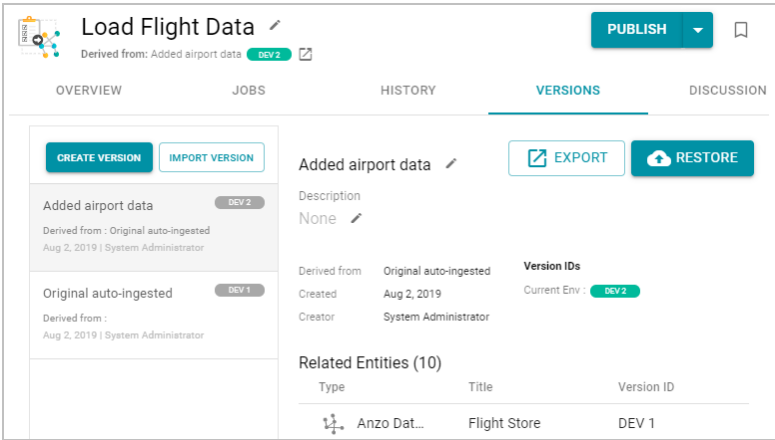 Load Flight Data
PUBLISH
Derived from: Added airport data DEV 2
OVERVIEW JOBS HISTORY VERSIONS DISCUSSION
CREATE VERSION IMPORT VERSION
Added airport data DEV 2
Derived from : Original auto-ingested
Aug 2, 2019 | System Administrator
Original auto-ingested DEV 1
Derived from :
Aug 2, 2019 | System Administrator
Added airport data
EXPORT RESTORE
Description
None
Derived from Original auto-ingested
Created Aug 2, 2019
Creator System Administrator
Version IDs
Current Env : DEV 2
Related Entities (10)
Type Title Version ID
Anzo Dat... Flight Store DEV 1